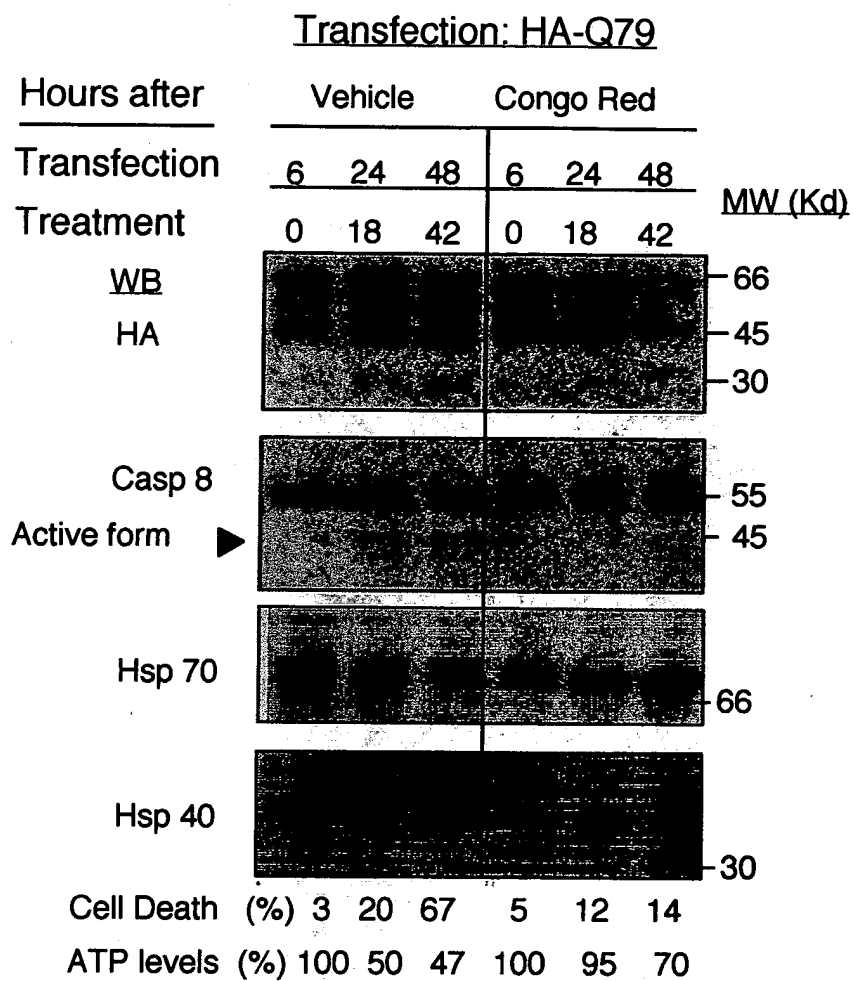 Transfection: HA-Q79
Hours after Vehicle Congo Red
Transfection 6 24 48 6 24 48
MW (Kd)
Treatment 0 18 42 0 18 42
WB 66
HA 45
30
Casp 8 55
Active form 45
Hsp 70
66
Hsp 40
30
Cell Death (%) 3 20 67 5 12 14
ATP levels (%) 100 50 47 100 95 70